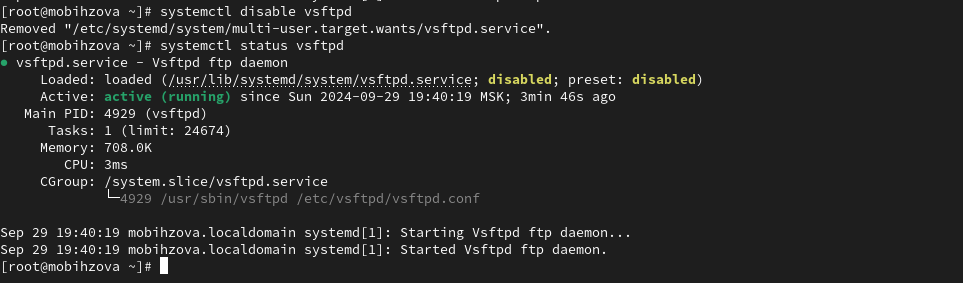 [root@mobihzova ~]# systemctl disable vsftpd
Removed "/etc/systemd/system/multi-user.target.wants/vsftpd.service".
[root@mobihzova ~]# systemctl status vsftpd
● vsftpd.service - Vsftpd ftp daemon
     Loaded: loaded (/usr/lib/systemd/system/vsftpd.service; disabled; preset: disabled)
     Active: active (running) since Sun 2024-09-29 19:40:19 MSK; 3min 46s ago
   Main PID: 4929 (vsftpd)
      Tasks: 1 (limit: 24674)
     Memory: 708.0K
        CPU: 3ms
     CGroup: /system.slice/vsftpd.service
             └─4929 /usr/sbin/vsftpd /etc/vsftpd/vsftpd.conf

Sep 29 19:40:19 mobihzova.localdomain systemd[1]: Starting Vsftpd ftp daemon...
Sep 29 19:40:19 mobihzova.localdomain systemd[1]: Started Vsftpd ftp daemon.
[root@mobihzova ~]#